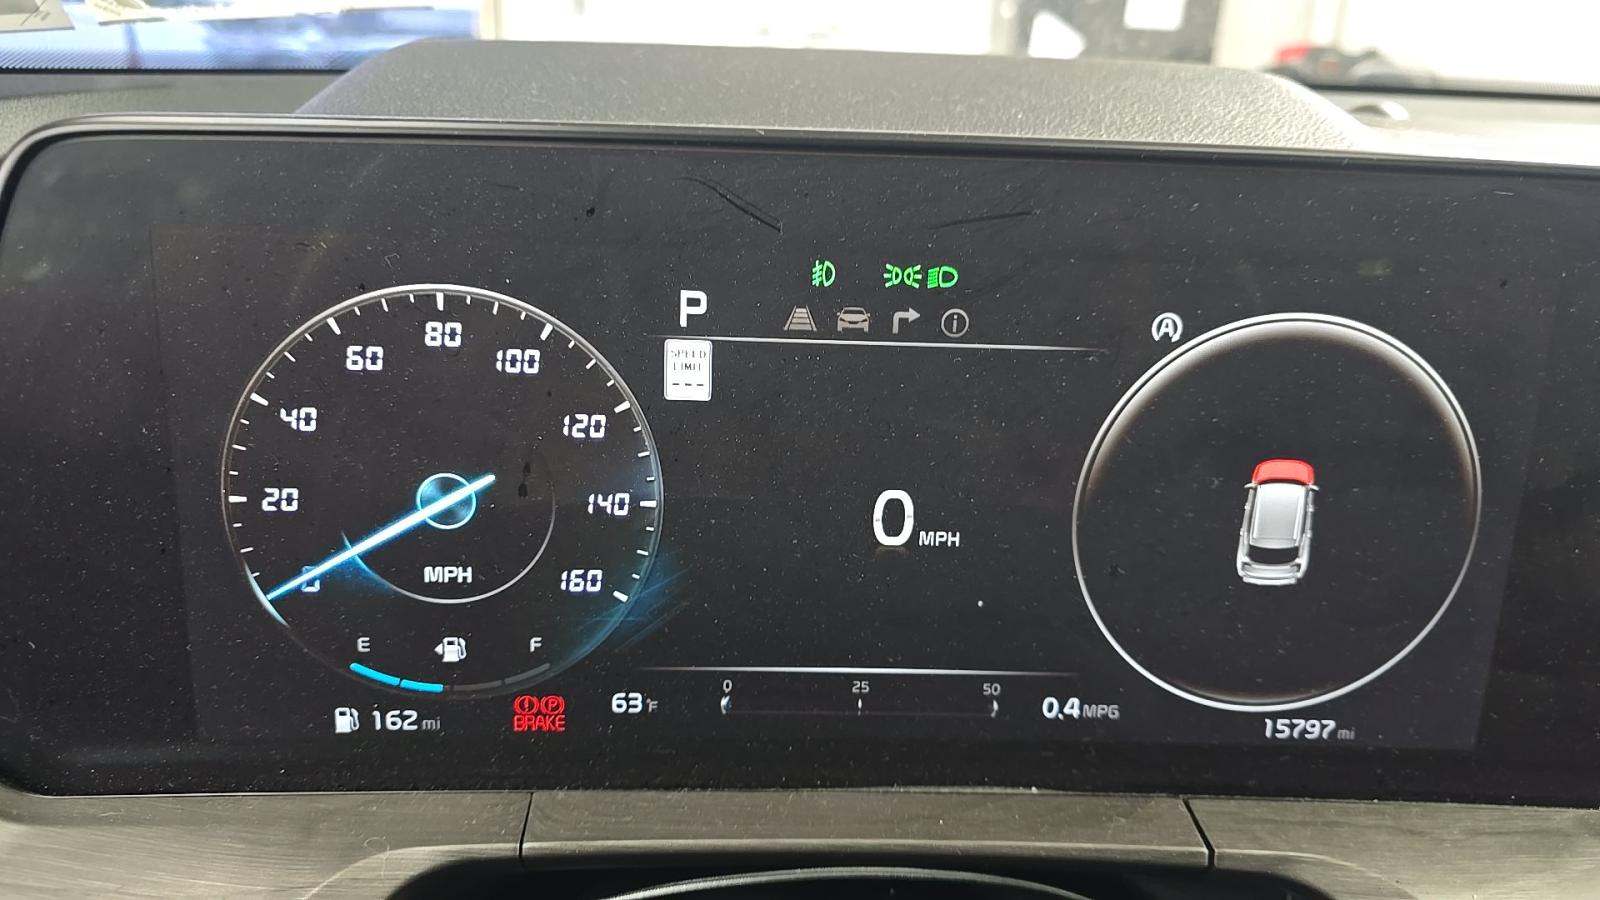 P
SPEED
LIMIT
---
A
0
20
40
60
80
100
120
140
160
MPH
0 MPH
E
F
162 mi
BRAKE
63°F
0
25
50
0.4 MPG
15797 mi